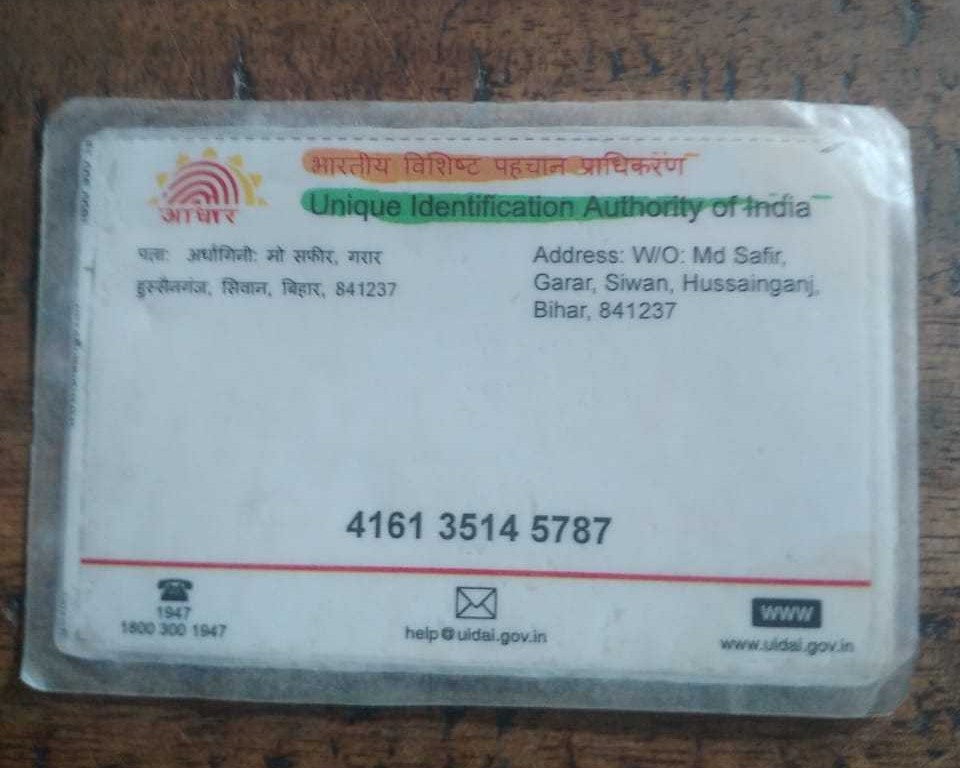 भारतीय विशिष्ट पहचान प्राधिकरण
आधार
Unique Identification Authority of India
पता: अर्धांगिनी: मो सफीर, गरार
हुस्सैनगंज, सिवान, बिहार, 841237
Address: W/O: Md Safir,
Garar, Siwan, Hussainganj,
Bihar, 841237
4161 3514 5787
1947
1800 300 1947
help@uidai.gov.in
WWW
www.uidai.gov.in